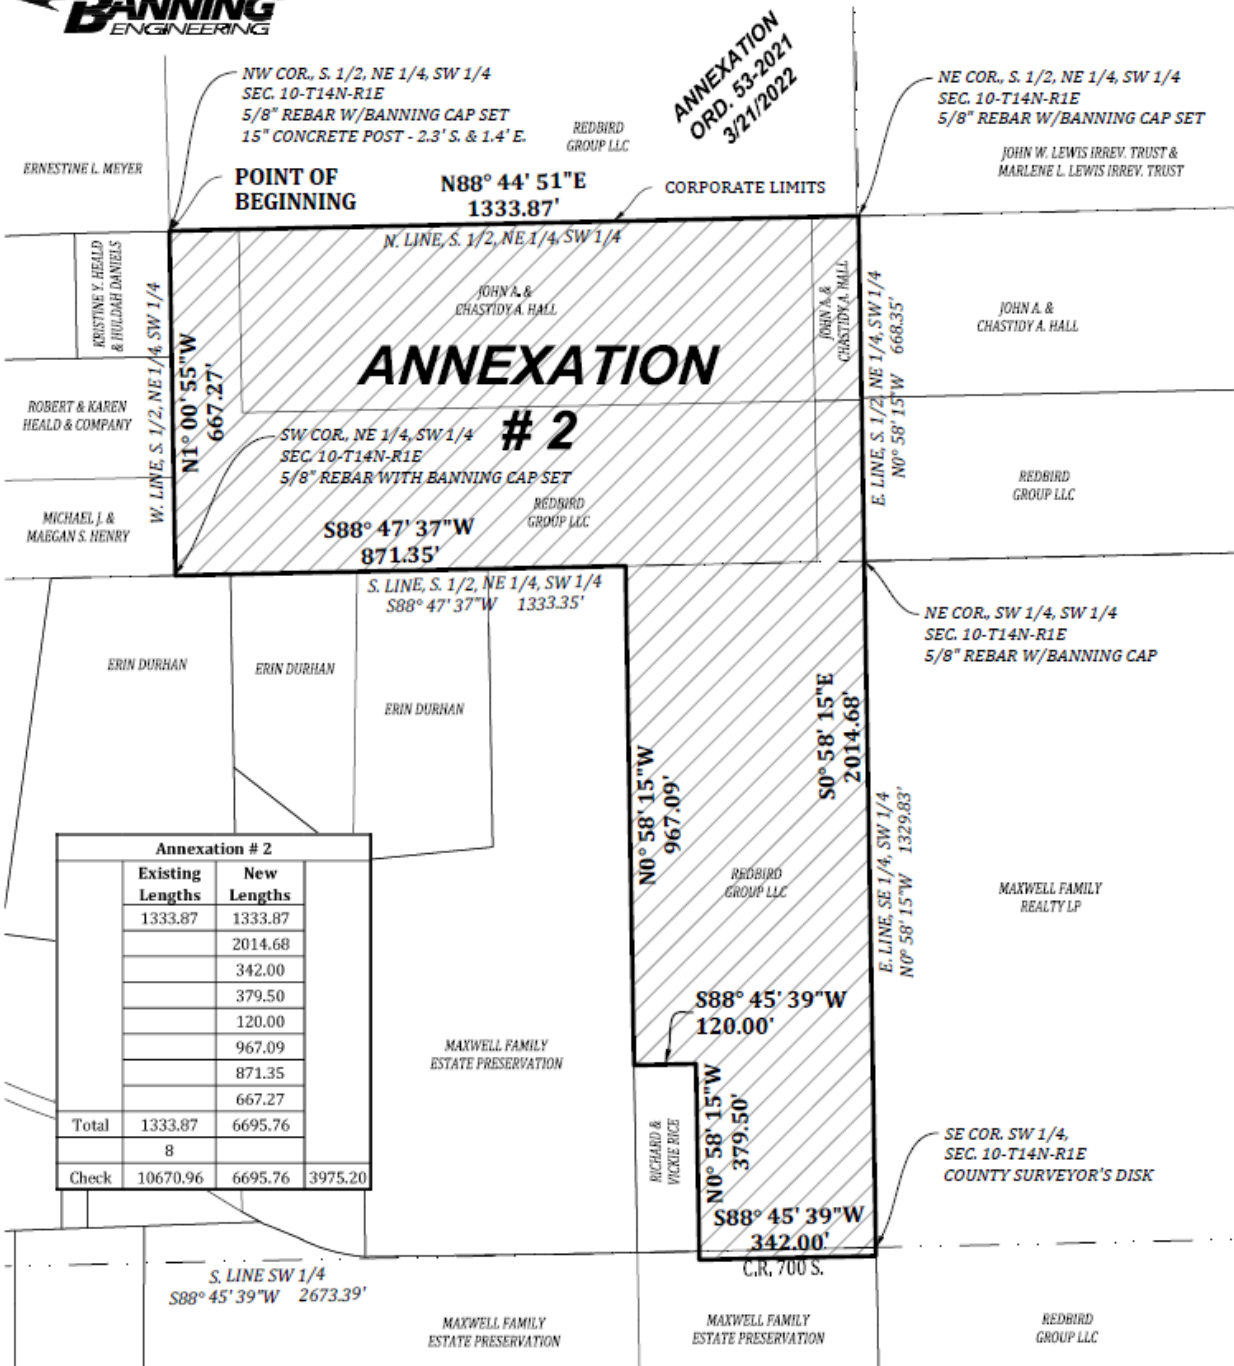 BANNING
ENGINEERING
ANNEXATION
ORD. 53-2021
3/21/2022
NW COR., S. 1/2, NE 1/4, SW 1/4
SEC. 10-T14N-R1E
5/8" REBAR W/BANNING CAP SET
15" CONCRETE POST - 2.3' S. & 1.4' E.
REDBIRD
GROUP LLC
NE COR., S. 1/2, NE 1/4, SW 1/4
SEC. 10-T14N-R1E
5/8" REBAR W/BANNING CAP SET
JOHN W. LEWIS IRREV. TRUST &
MARLENE L. LEWIS IRREV. TRUST
ERNESTINE L. MEYER
POINT OF
BEGINNING
N88° 44' 51"E
1333.87'
CORPORATE LIMITS
N. LINE, S. 1/2, NE 1/4, SW 1/4
KRISTINE Y. HEALD
& HULDAH DANIELS
W. LINE, S. 1/2, NE 1/4, SW 1/4
N1° 00' 55"W
667.27'
JOHN A. &
CHASTIDY A. HALL
JOHN A. &
CHASTIDY A. HALL
E. LINE, S. 1/2, NE 1/4, SW 1/4
N0° 58' 15"W 668.35'
JOHN A. &
CHASTIDY A. HALL
ANNEXATION
# 2
ROBERT & KAREN
HEALD & COMPANY
SW COR., NE 1/4, SW 1/4
SEC. 10-T14N-R1E
5/8" REBAR WITH BANNING CAP SET
REDBIRD
GROUP LLC
REDBIRD
GROUP LLC
MICHAEL J. &
MAEGAN S. HENRY
S88° 47' 37"W
871.35'
S. LINE, S. 1/2, NE 1/4, SW 1/4
S88° 47' 37"W 1333.35'
NE COR., SW 1/4, SW 1/4
SEC. 10-T14N-R1E
5/8" REBAR W/BANNING CAP
ERIN DURHAN
ERIN DURHAN
ERIN DURHAN
S0° 58' 15"E
2014.68'
N0° 58' 15"W
967.09'
E. LINE, SE 1/4, SW 1/4
N0° 58' 15"W 1329.83'
REDBIRD
GROUP LLC
MAXWELL FAMILY
REALTY LP
Annexation # 2
Existing Lengths New Lengths
1333.87 1333.87
2014.68
342.00
379.50
120.00
967.09
871.35
667.27
Total 1333.87 6695.76
8
Check 10670.96 6695.76 3975.20
S88° 45' 39"W
120.00'
MAXWELL FAMILY
ESTATE PRESERVATION
RICHARD &
VICKIE RICE
N0° 58' 15"W
379.50'
SE COR. SW 1/4,
SEC. 10-T14N-R1E
COUNTY SURVEYOR'S DISK
S88° 45' 39"W
342.00'
C.R. 700 S.
S. LINE SW 1/4
S88° 45' 39"W 2673.39'
MAXWELL FAMILY
ESTATE PRESERVATION
MAXWELL FAMILY
ESTATE PRESERVATION
REDBIRD
GROUP LLC